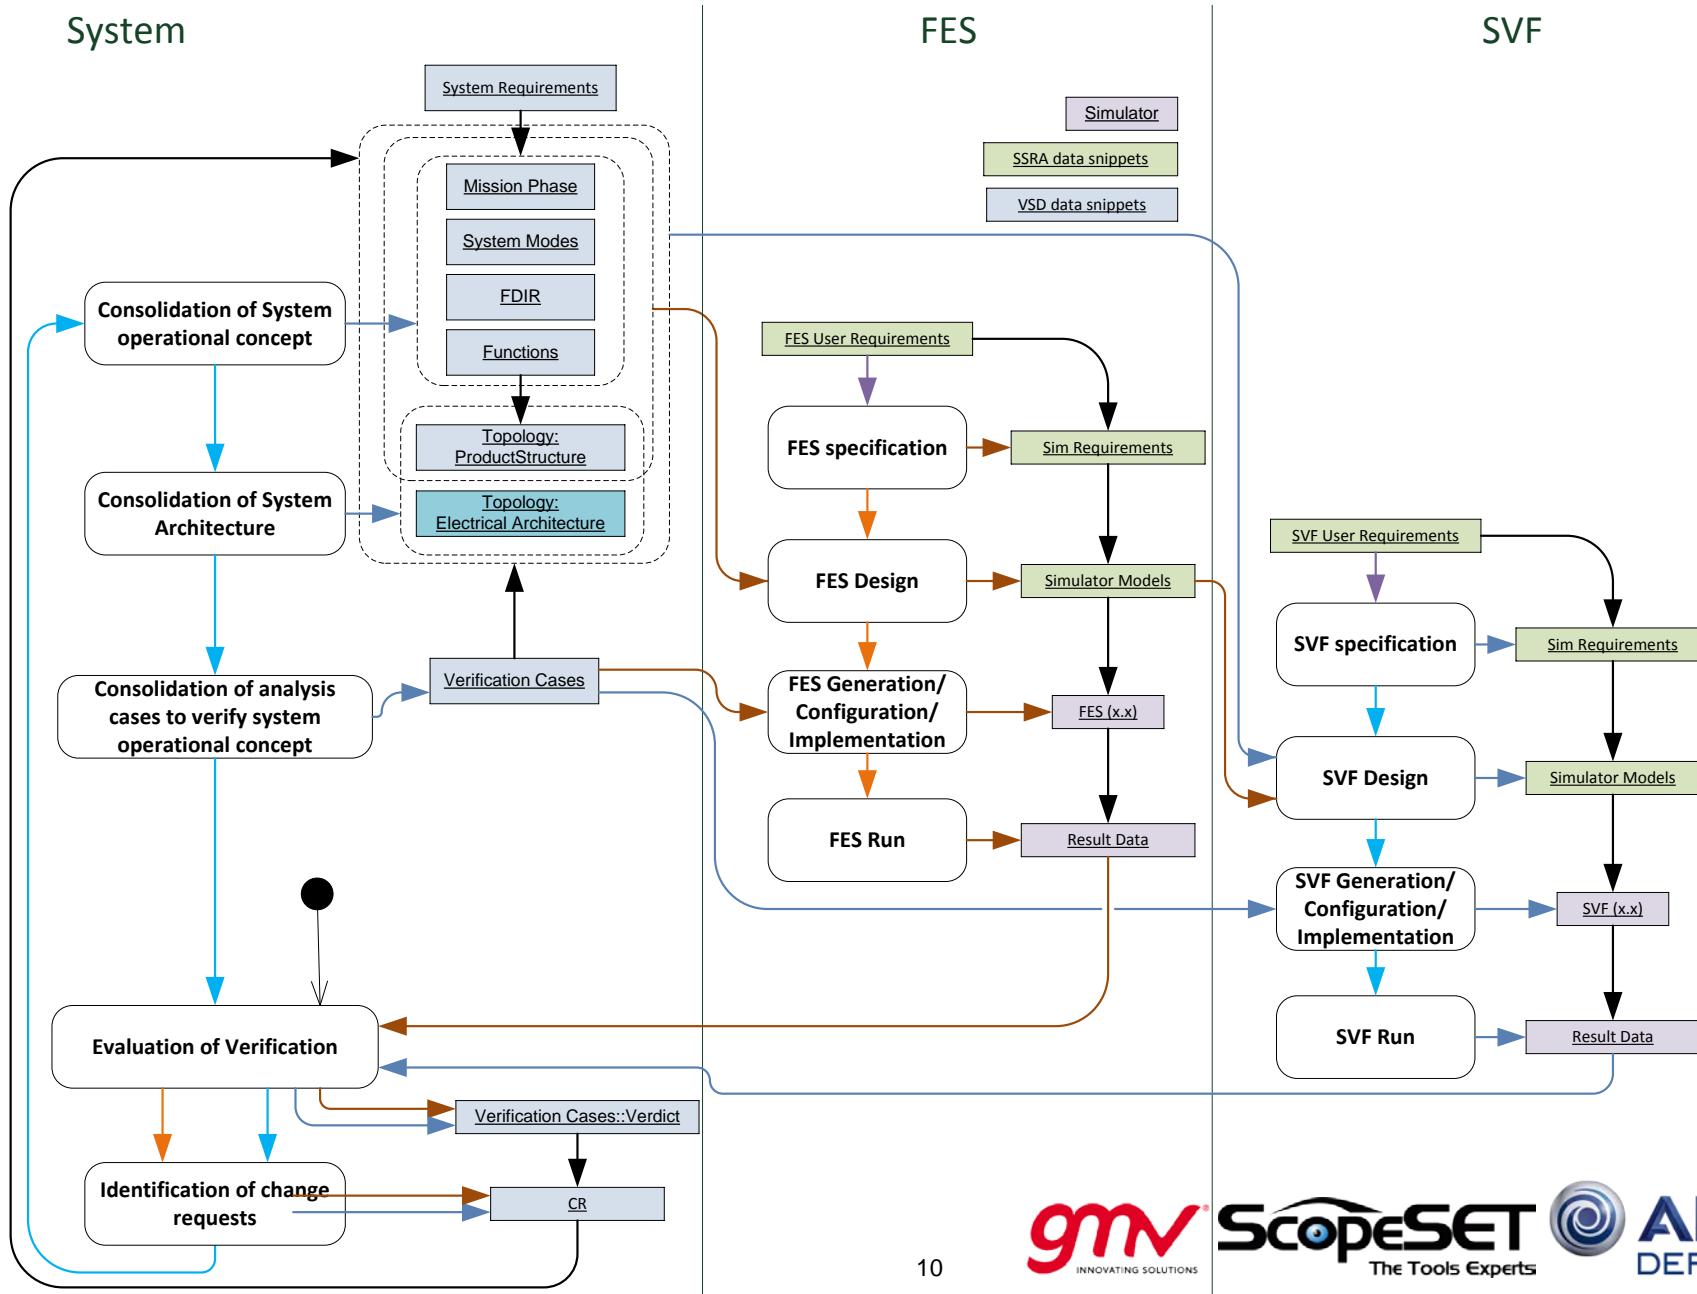 System
FES
SVF
System Requirements
Simulator
SSRA data snippets
VSD data snippets
Mission Phase
System Modes
FDIR
Functions
Topology:
ProductStructure
Topology:
Electrical Architecture
Consolidation of System
operational concept
Consolidation of System
Architecture
Consolidation of analysis
cases to verify system
operational concept
Verification Cases
Evaluation of Verification
Verification Cases::Verdict
Identification of change
requests
CR
FES User Requirements
FES specification
Sim Requirements
FES Design
Simulator Models
FES Generation/
Configuration/
Implementation
FES (x.x)
FES Run
Result Data
SVF User Requirements
SVF specification
Sim Requirements
SVF Design
Simulator Models
SVF Generation/
Configuration/
Implementation
SVF (x.x)
SVF Run
Result Data
10
gmv
INNOVATING SOLUTIONS
ScopeSET
The Tools Experts